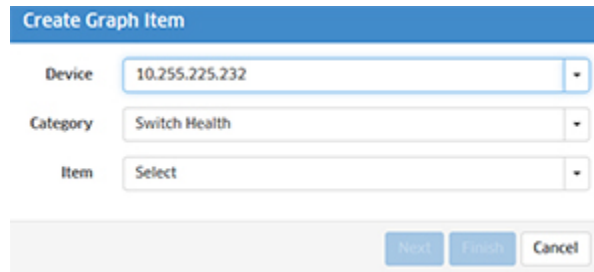 Create Graph Item
Device 10.255.225.232
Category Switch Health
Item Select
Next Finish Cancel